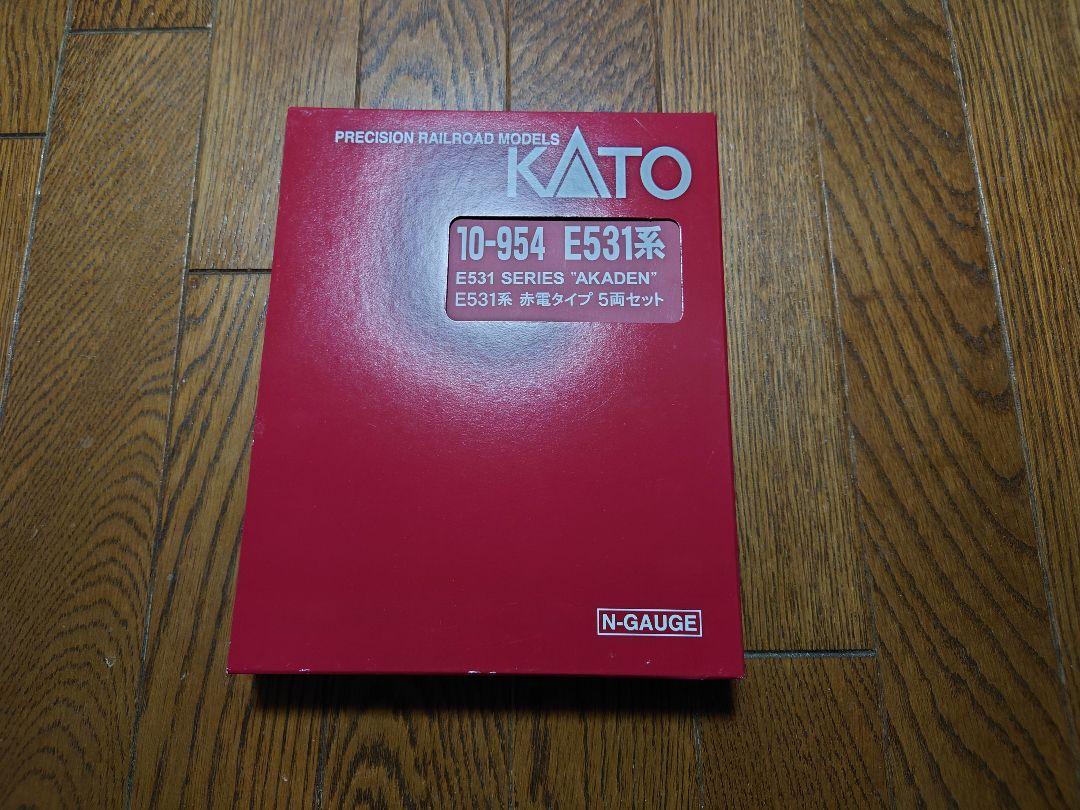 PRECISION RAILROAD MODELS
KATO
10-954 E531系
E531 SERIES "AKADEN"
E531系 赤電タイプ 5両セット
N-GAUGE